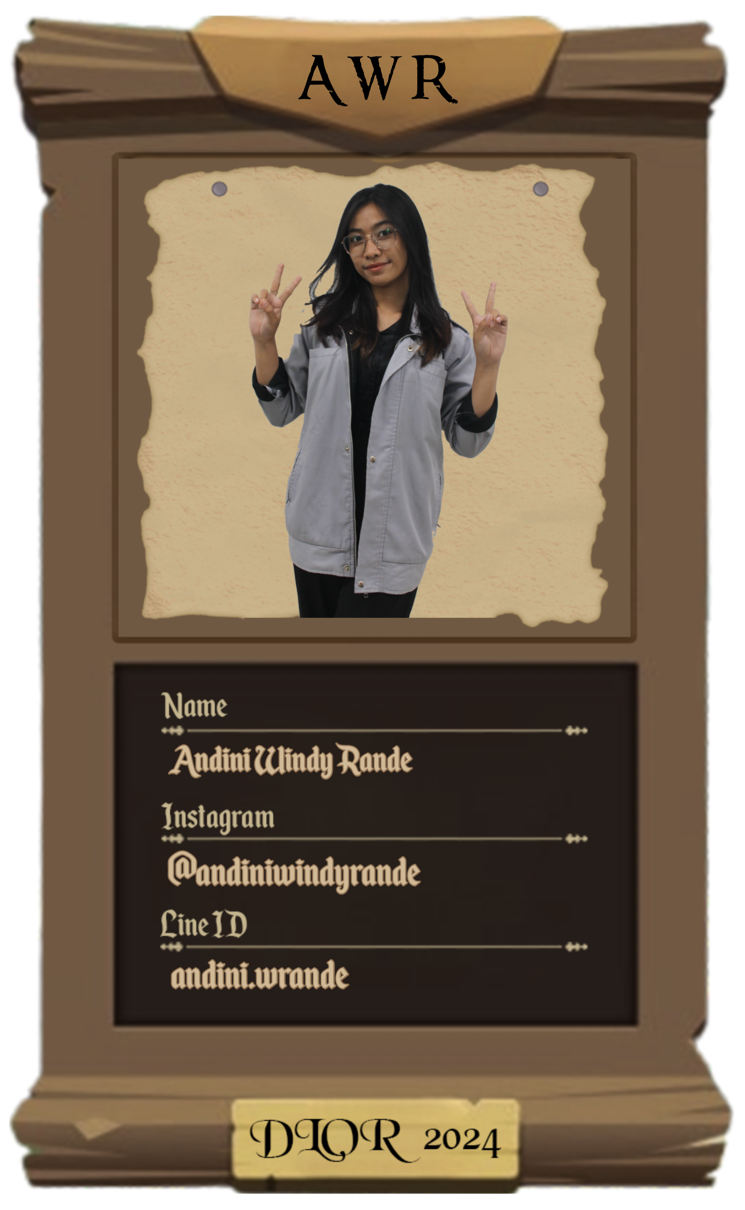 AWR
Name
Andini Windy Rande
Instagram
@andiniwindyrande
Line ID
andini.wrande
DLOR 2024